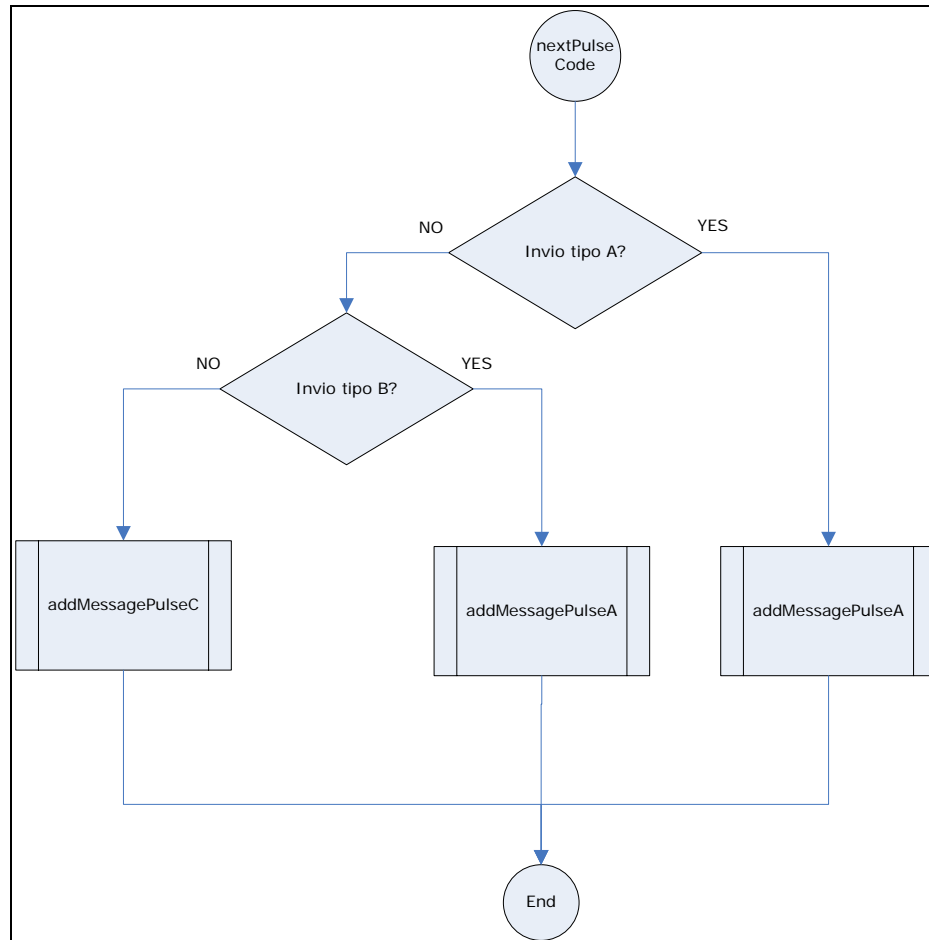 nextPulse
Code
NO
YES
Invio tipo A?
NO
YES
Invio tipo B?
addMessagePulseC
addMessagePulseA
addMessagePulseA
End